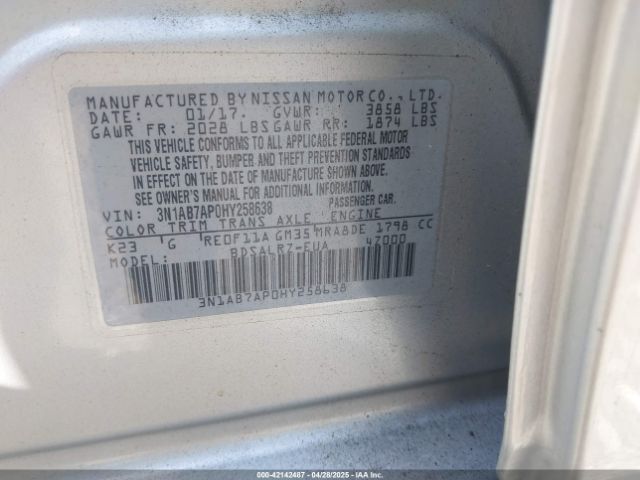 MANUFACTURED BY NISSAN MOTOR CO., LTD.
DATE: 01/17. GVWR: 3858 LBS
GAWR FR: 2028 LBS GAWR RR: 1874 LBS
THIS VEHICLE CONFORMS TO ALL APPLICABLE FEDERAL MOTOR
VEHICLE SAFETY, BUMPER AND THEFT PREVENTION STANDARDS
IN EFFECT ON THE DATE OF MANUFACTURE SHOWN ABOVE.
SEE OWNER'S MANUAL FOR ADDITIONAL INFORMATION.
VIN: 3N1AB7AP0HY258638 PASSENGER CAR.
COLOR TRIM TRANS AXLE ENGINE
K23 G RE0F11A GM35 MRA8DE 1798 CC
MODEL: BDSALRZ-EUA 4Z000
3N1AB7AP0HY258638
000-42142487 - 04/28/2025 - IAAI.COM